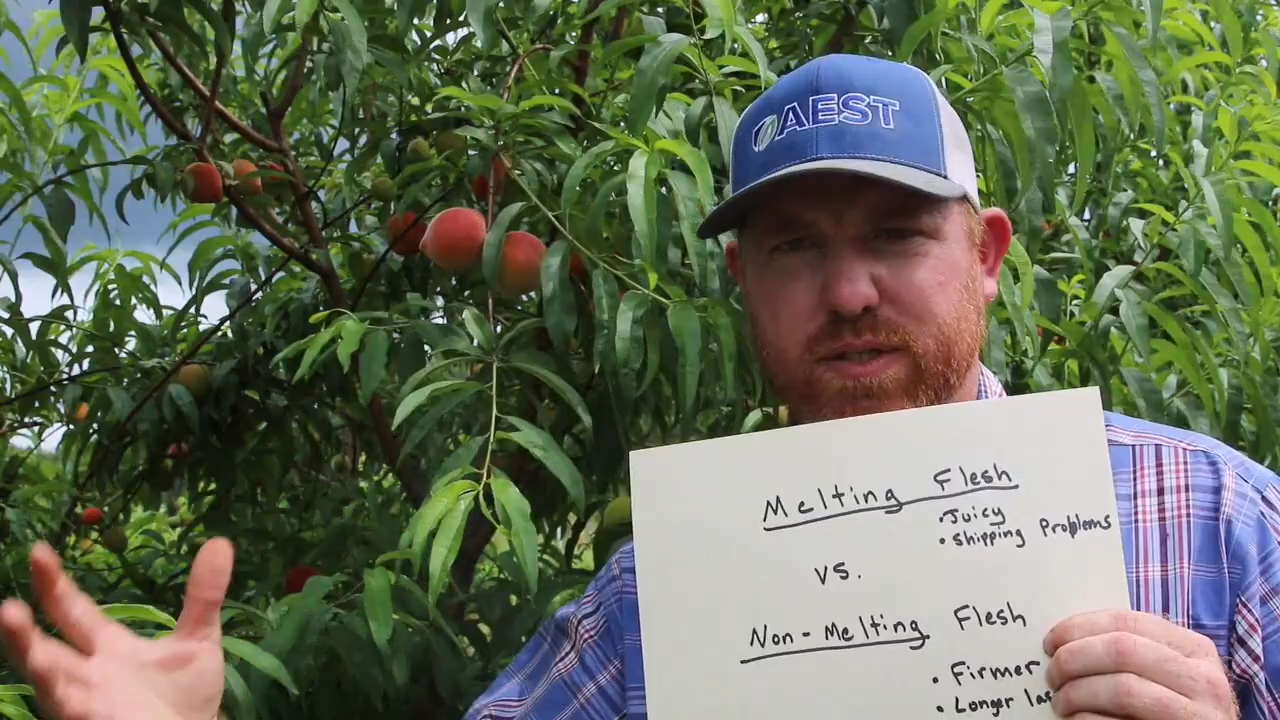 AEST
Melting Flesh
• Juicy
• Shipping Problems
vs.
Non-Melting Flesh
• Firmer
• Longer